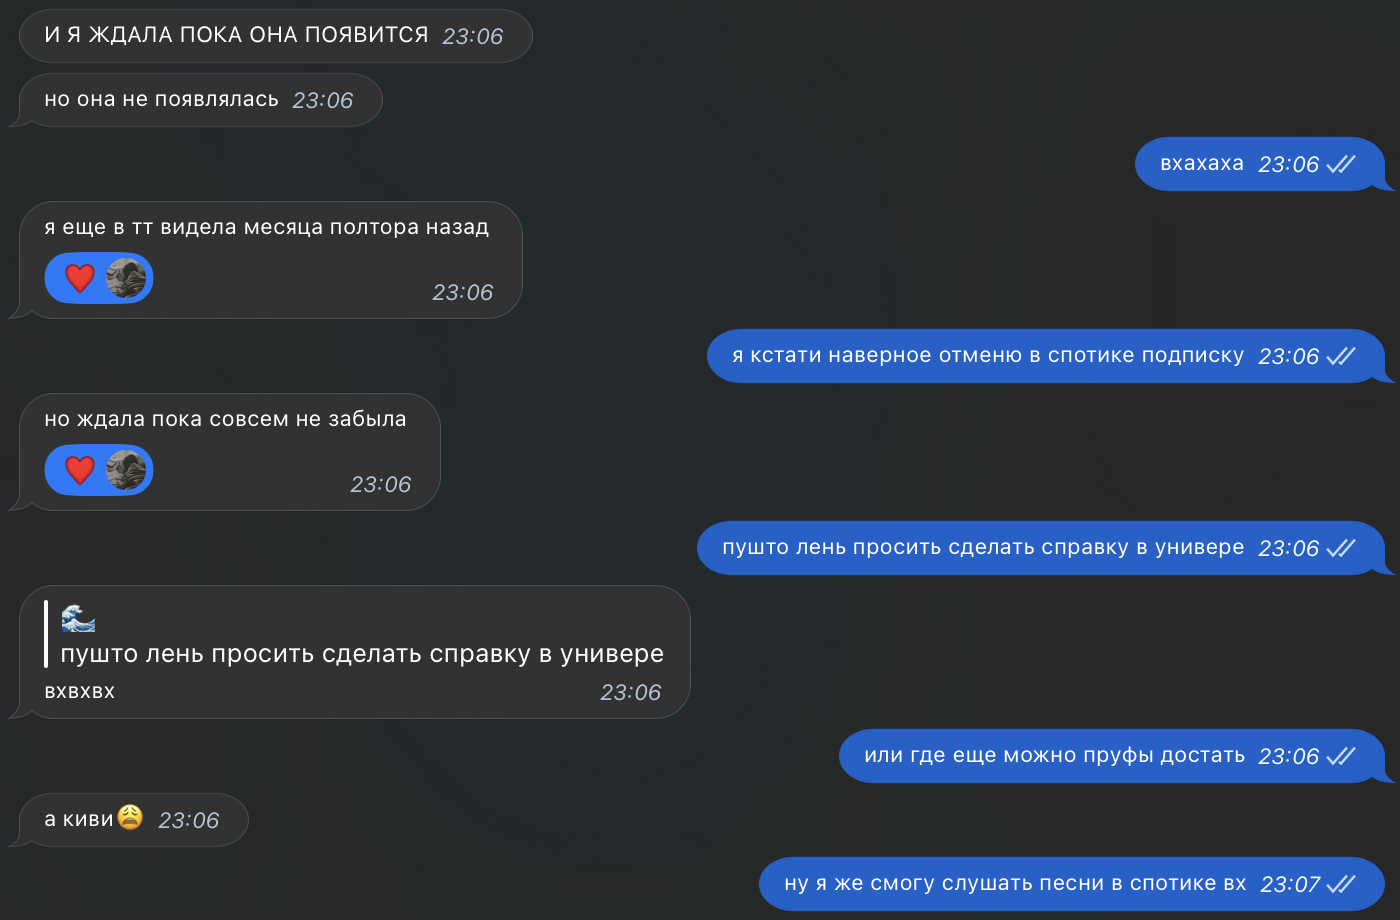 И Я ЖДАЛА ПОКА ОНА ПОЯВИТСЯ 23:06
но она не появлялась 23:06
вхахаха 23:06
я еще в тт видела месяца полтора назад
23:06
я кстати наверное отменю в спотике подписку 23:06
но ждала пока совсем не забыла
23:06
пушто лень просить сделать справку в универе 23:06
пушто лень просить сделать справку в универе
вхвхвх 23:06
или где еще можно пруфы достать 23:06
а киви😩 23:06
ну я же смогу слушать песни в спотике вх 23:07